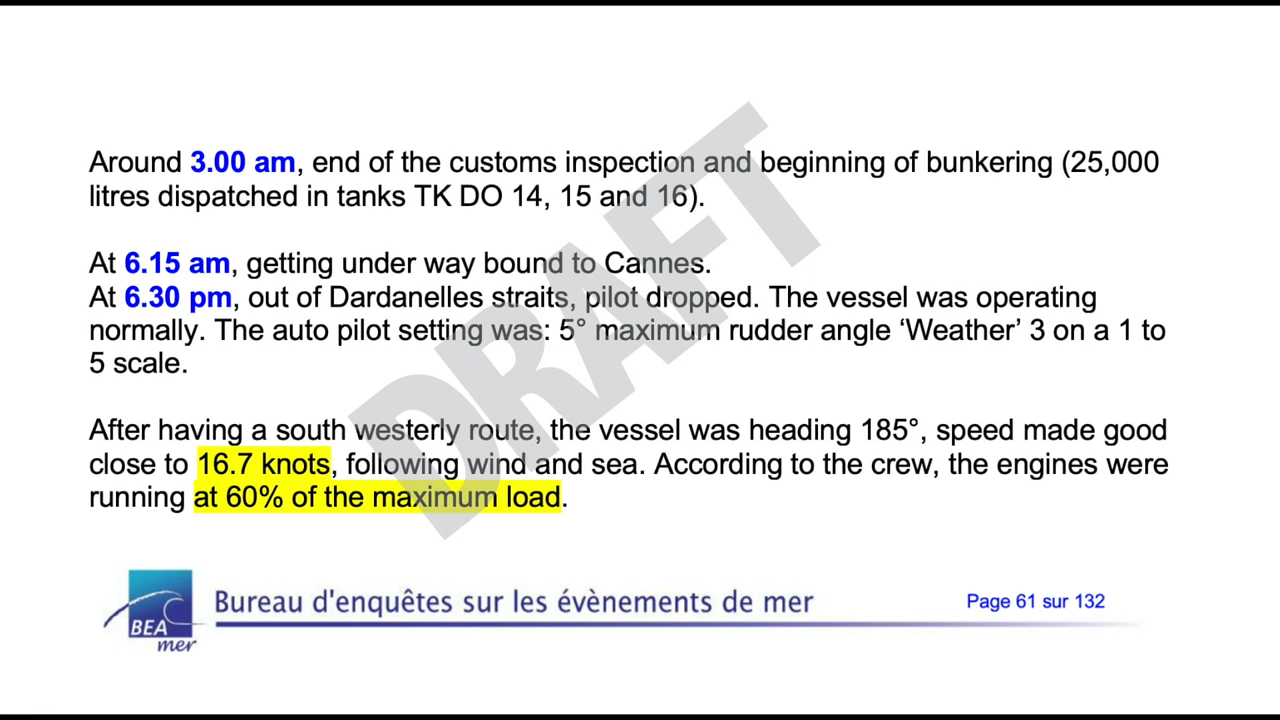 Around 3.00 am, end of the customs inspection and beginning of bunkering (25,000
litres dispatched in tanks TK DO 14, 15 and 16).
At 6.15 am, getting under way bound to Cannes.
At 6.30 pm, out of Dardanelles straits, pilot dropped. The vessel was operating
normally. The auto pilot setting was: 5° maximum rudder angle ‘Weather’ 3 on a 1 to
5 scale.
After having a south westerly route, the vessel was heading 185°, speed made good
close to 16.7 knots, following wind and sea. According to the crew, the engines were
running at 60% of the maximum load.
DRAFT
BEA
mer
Bureau d'enquêtes sur les évènements de mer
Page 61 sur 132